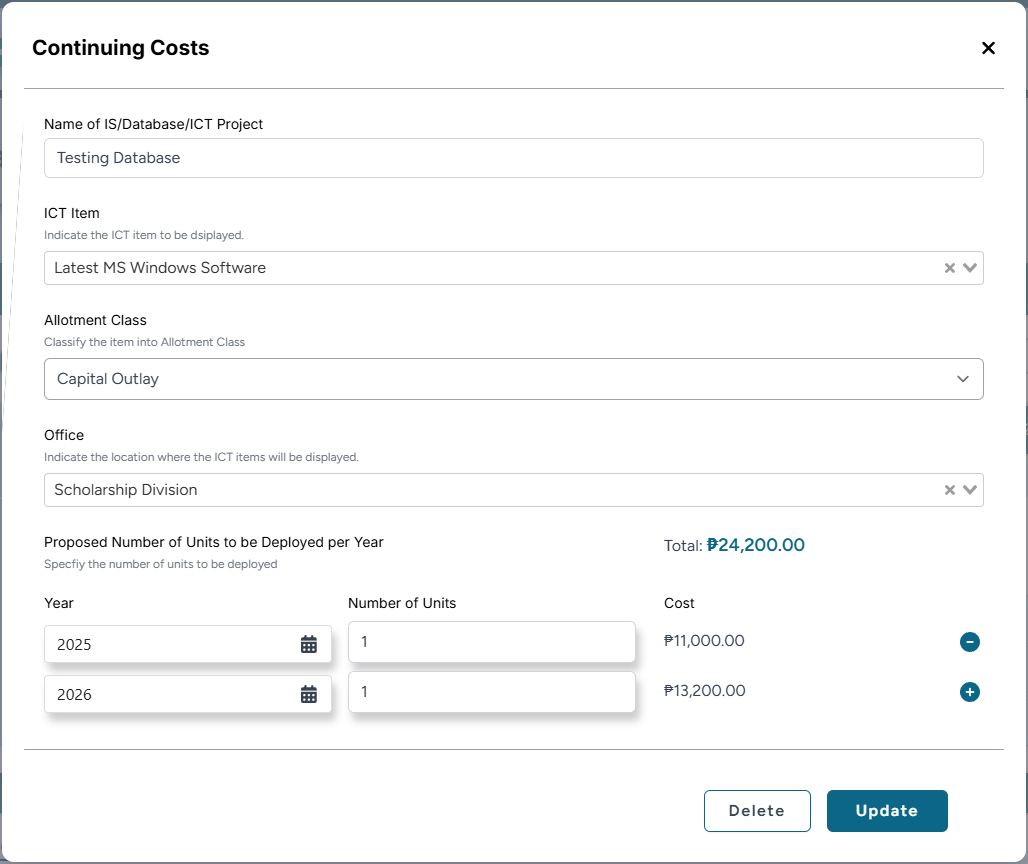 Continuing Costs
Name of IS/Database/ICT Project
Testing Database
ICT Item
Indicate the ICT item to be dsiplayed.
Latest MS Windows Software
Allotment Class
Classify the item into Allotment Class
Capital Outlay
Office
Indicate the location where the ICT items will be displayed.
Scholarship Division
Proposed Number of Units to be Deployed per Year
Total: ₱24,200.00
Specfiy the number of units to be deployed
Year Number of Units Cost
2025 1 ₱11,000.00
2026 1 ₱13,200.00
Delete Update